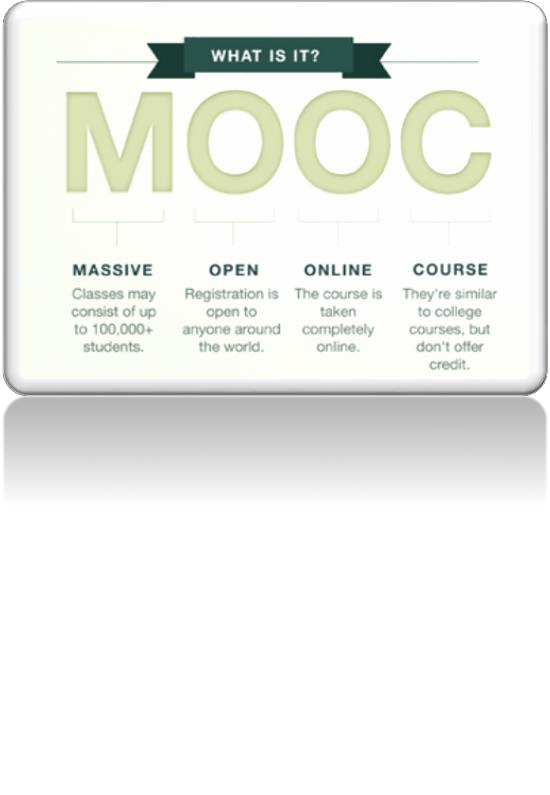 WHAT IS IT?
MOOC
MASSIVE
Classes may
consist of up
to 100,000+
students.
OPEN
Registration is
open to
anyone around
the world.
ONLINE
The course is
taken
completely
online.
COURSE
They're similar
to college
courses, but
don't offer
credit.